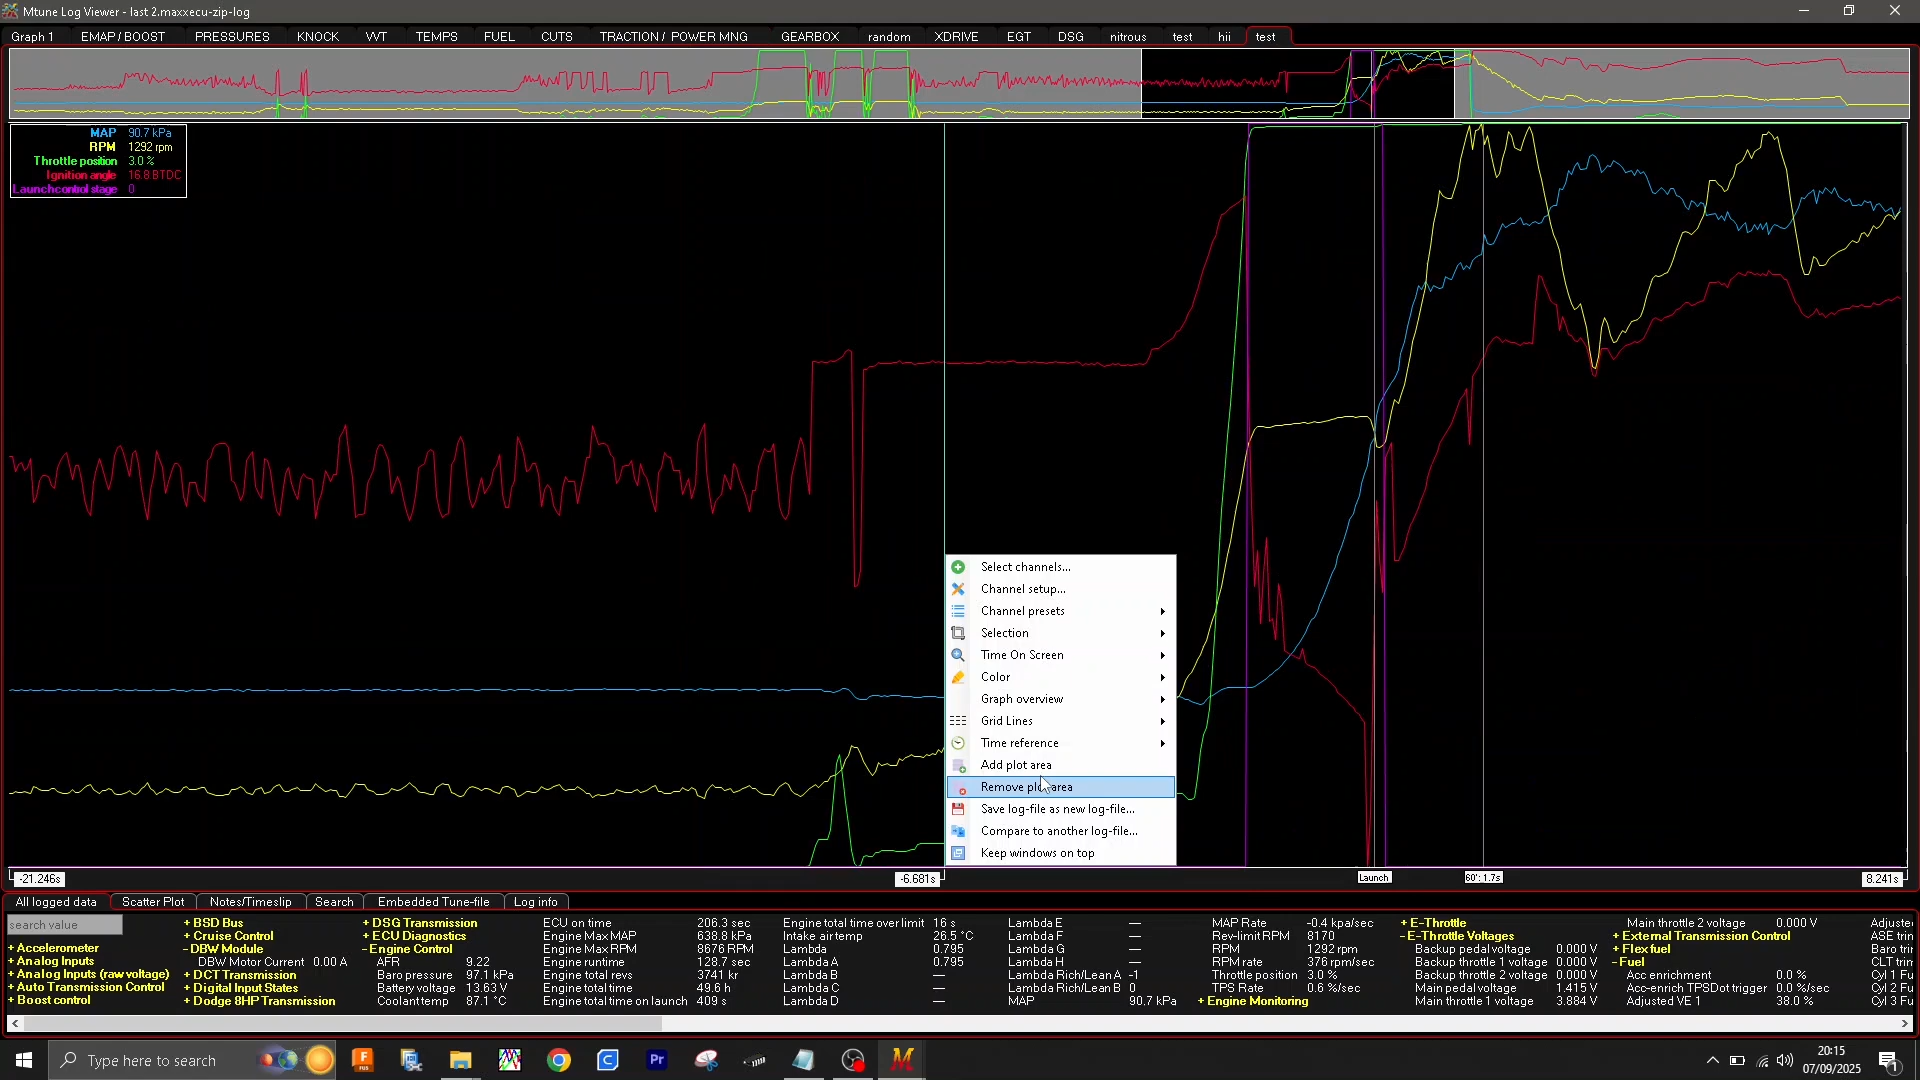 Mtune Log Viewer - last 2.maxxecu-zip-log
Graph 1 EMAP / BOOST PRESSURES KNOCK VVT TEMPS FUEL CUTS TRACTION / POWER MNG GEARBOX random XDRIVE EGT DSG nitrous test hii test
MAP 90.7 kPa
RPM 1292 rpm
Throttle position 3.0 %
Ignition angle 16.8 BTDC
Launchcontrol stage 0
Select channels...
Channel setup...
Channel presets
Selection
Time On Screen
Color
Graph overview
Grid Lines
Time reference
Add plot area
Remove plot area
Save log-file as new log-file...
Compare to another log-file...
Keep windows on top
-21.246s -6.681s Launch 60': 1.7s 8.241s
All logged data Scatter Plot Notes/Timeslip Search Embedded Tune-file Log info
search value
+ Accelerometer
+ Analog Inputs
+ Analog Inputs (raw voltage)
+ Auto Transmission Control
+ Boost control
+ BSD Bus
+ Cruise Control
- DBW Module
DBW Motor Current 0.00 A
+ DCT Transmission
+ Digital Input States
+ Dodge 8HP Transmission
+ DSG Transmission
+ ECU Diagnostics
- Engine Control
AFR 9.22
Baro pressure 97.1 kPa
Battery voltage 13.63 V
Coolant temp 87.1 °C
ECU on time 206.3 sec
Engine Max MAP 638.8 kPa
Engine Max RPM 8676 RPM
Engine runtime 128.7 sec
Engine total revs 3741 kr
Engine total time 49.6 h
Engine total time on launch 409 s
Engine total time over limit 16 s
Intake air temp 26.5 °C
Lambda 0.795
Lambda A 0.795
Lambda B —
Lambda C —
Lambda D —
Lambda E —
Lambda F —
Lambda G —
Lambda H —
Lambda Rich/Lean A -1
Lambda Rich/Lean B 0
MAP 90.7 kPa
MAP Rate -0.4 kpa/sec
Rev-limit RPM 8170
RPM 1292 rpm
RPM rate 376 rpm/sec
Throttle position 3.0 %
TPS Rate 0.6 %/sec
+ Engine Monitoring
+ E-Throttle
- E-Throttle Voltages
Backup pedal voltage 0.000 V
Backup throttle 1 voltage 0.000 V
Backup throttle 2 voltage 0.000 V
Main pedal voltage 1.415 V
Main throttle 1 voltage 3.884 V
Main throttle 2 voltage 0.000 V
+ External Transmission Control
+ Flex fuel
- Fuel
Acc enrichment 0.0 %
Acc-enrich TPSDot trigger 0.0 %/sec
Adjusted VE 1 38.0 %
Adjuste
ASE trin
Baro trin
CLT trin
Cyl 1 Fu
Cyl 2 Fu
Cyl 3 Fu
Type here to search
20:15
07/09/2025